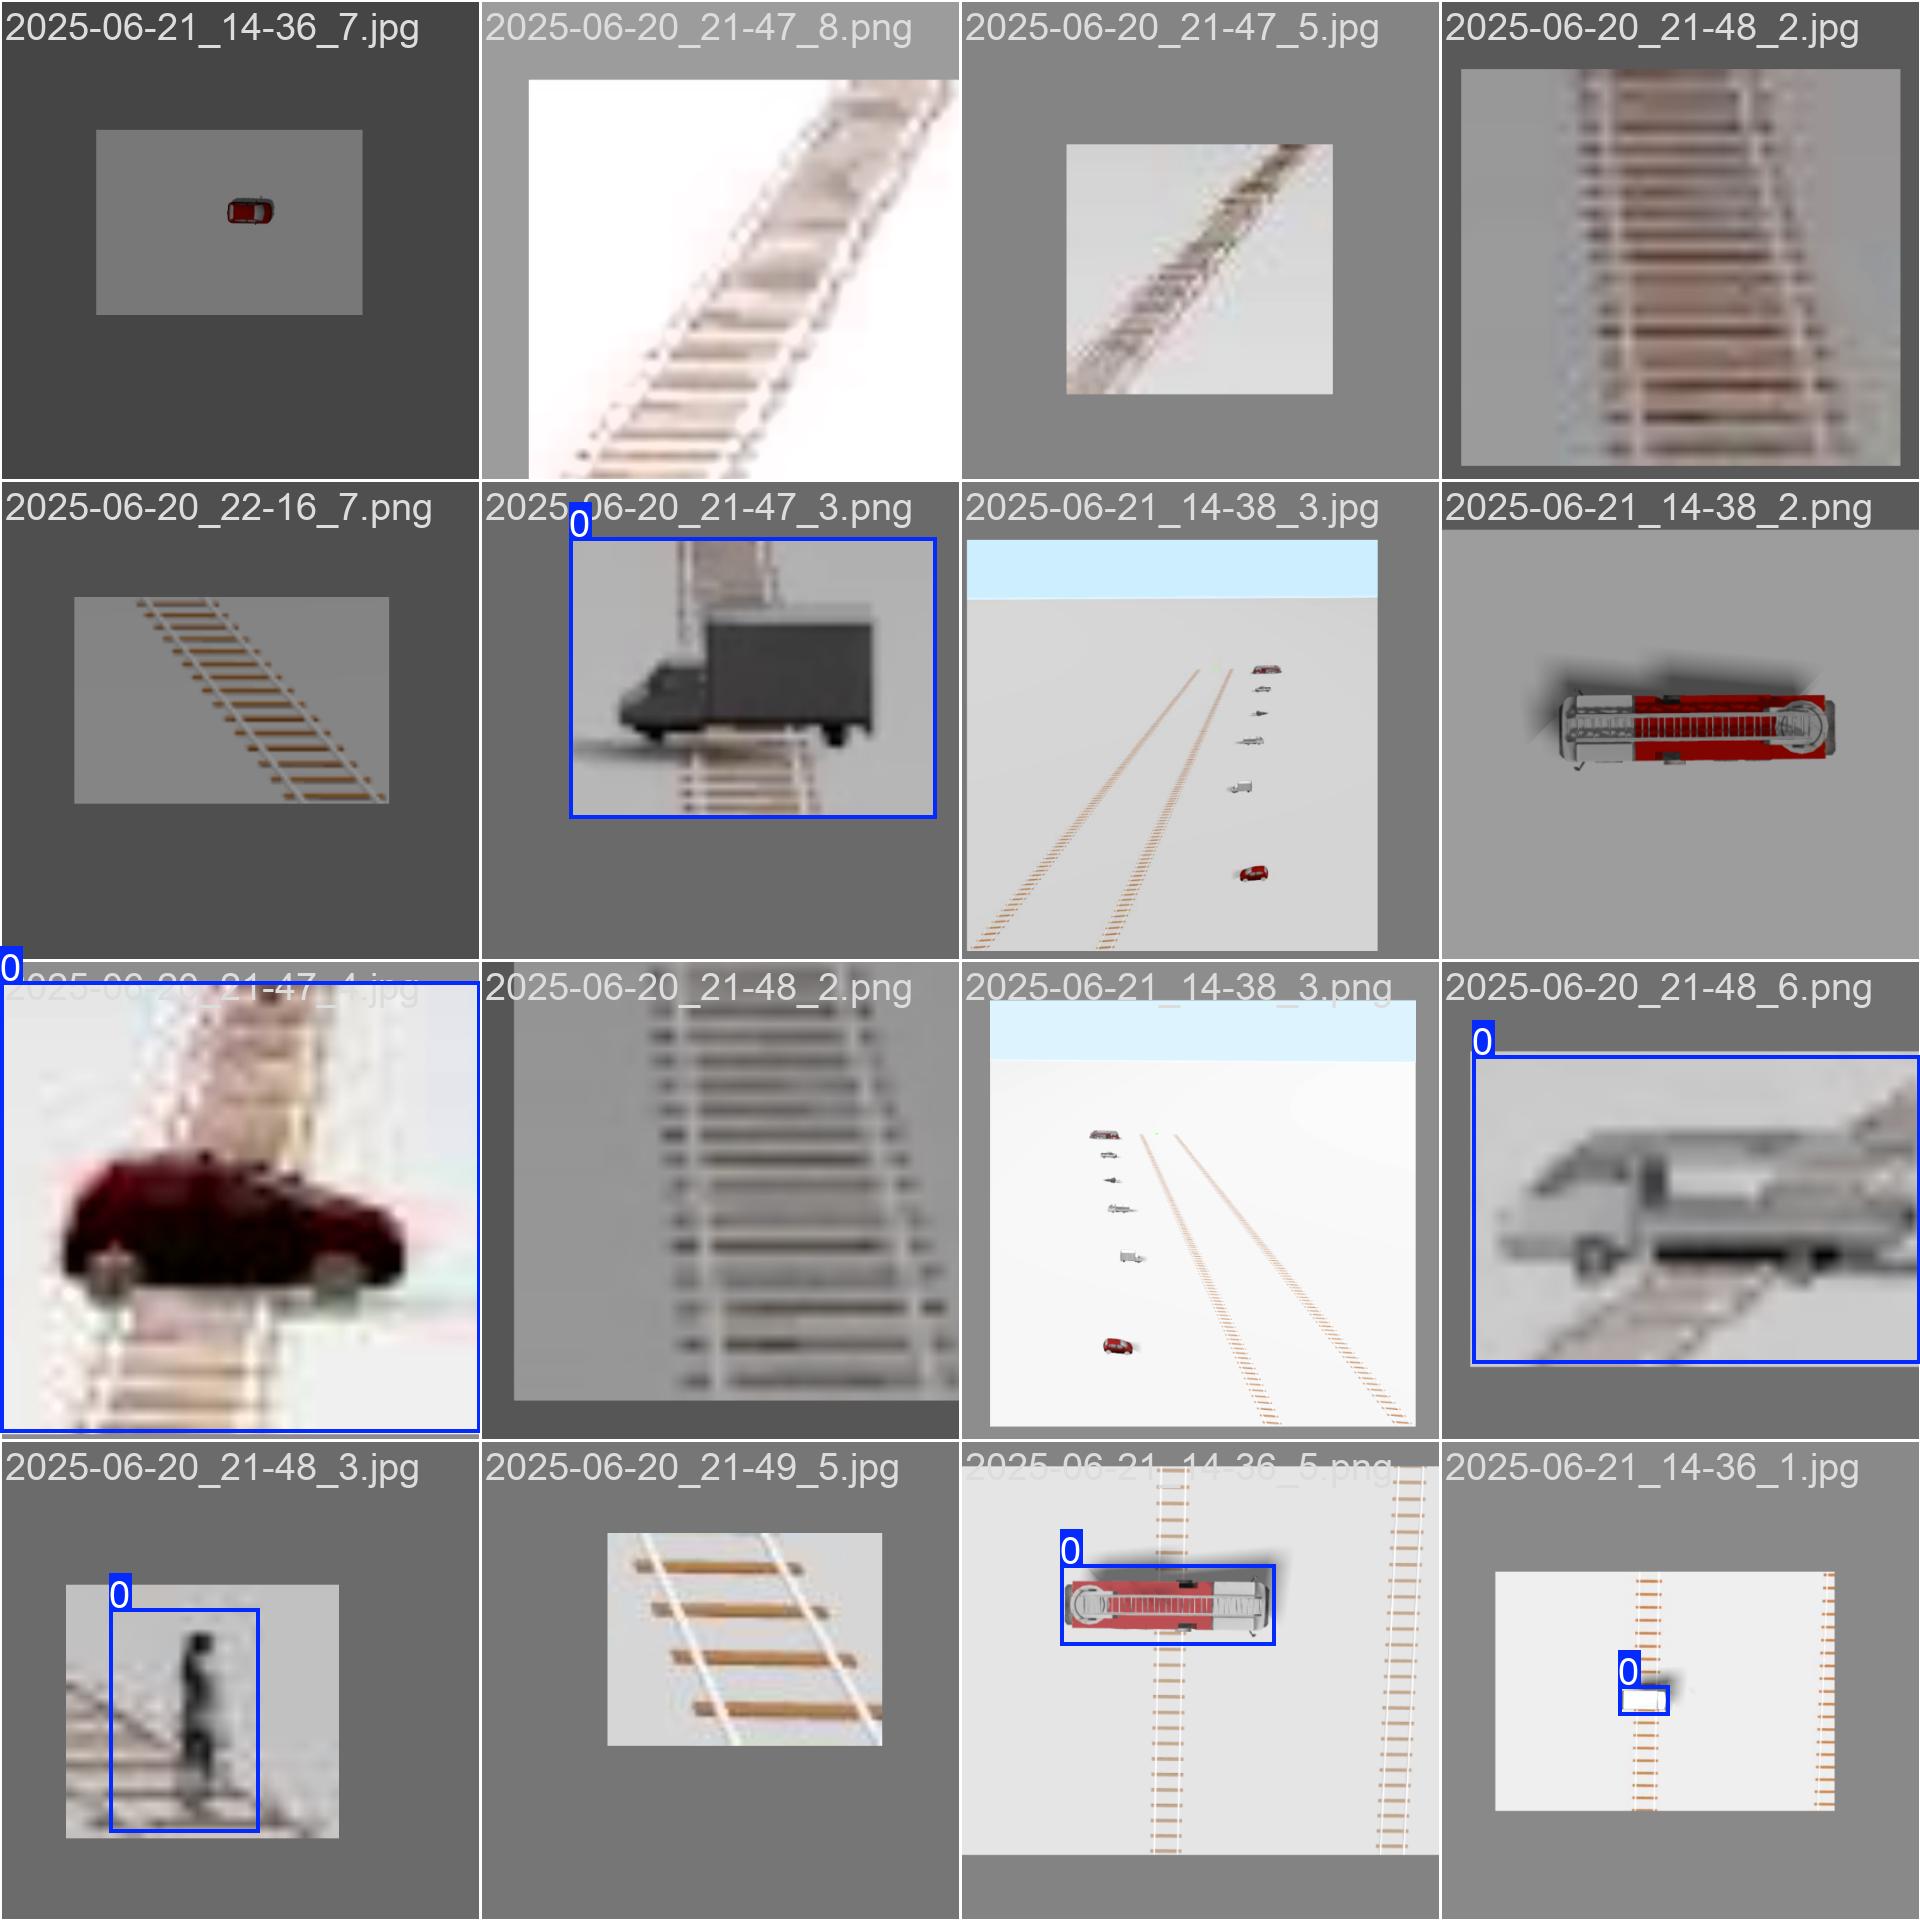 2025-06-21_14-36_7.jpg
2025-06-20_21-47_8.png
2025-06-20_21-47_5.jpg
2025-06-20_21-48_2.jpg
2025-06-20_22-16_7.png
2025-06-20_21-47_3.png
0
2025-06-21_14-38_3.jpg
2025-06-21_14-38_2.png
0
2025-06-20_21-47_4.jpg
2025-06-20_21-48_2.png
2025-06-21_14-38_3.png
2025-06-20_21-48_6.png
0
2025-06-20_21-48_3.jpg
0
2025-06-20_21-49_5.jpg
2025-06-21_14-36_5.png
0
2025-06-21_14-36_1.jpg
0